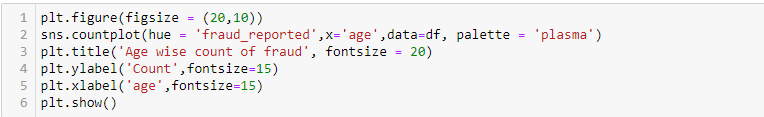 1 plt.figure(figsize = (20,10))
2 sns.countplot(hue = 'fraud_reported',x='age',data=df, palette = 'plasma')
3 plt.title('Age wise count of fraud', fontsize = 20)
4 plt.ylabel('Count',fontsize=15)
5 plt.xlabel('age',fontsize=15)
6 plt.show()